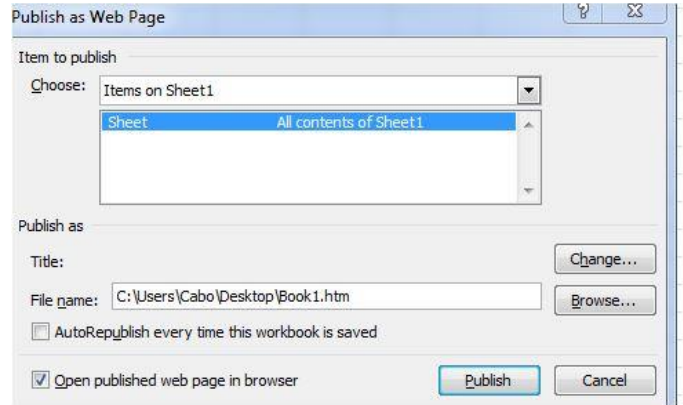 Publish as Web Page
Item to publish
Choose: Items on Sheet1
Sheet All contents of Sheet1
Publish as
Title: Change...
File name: C:\Users\Cabo\Desktop\Book1.htm Browse...
AutoRepublish every time this workbook is saved
Open published web page in browser Publish Cancel